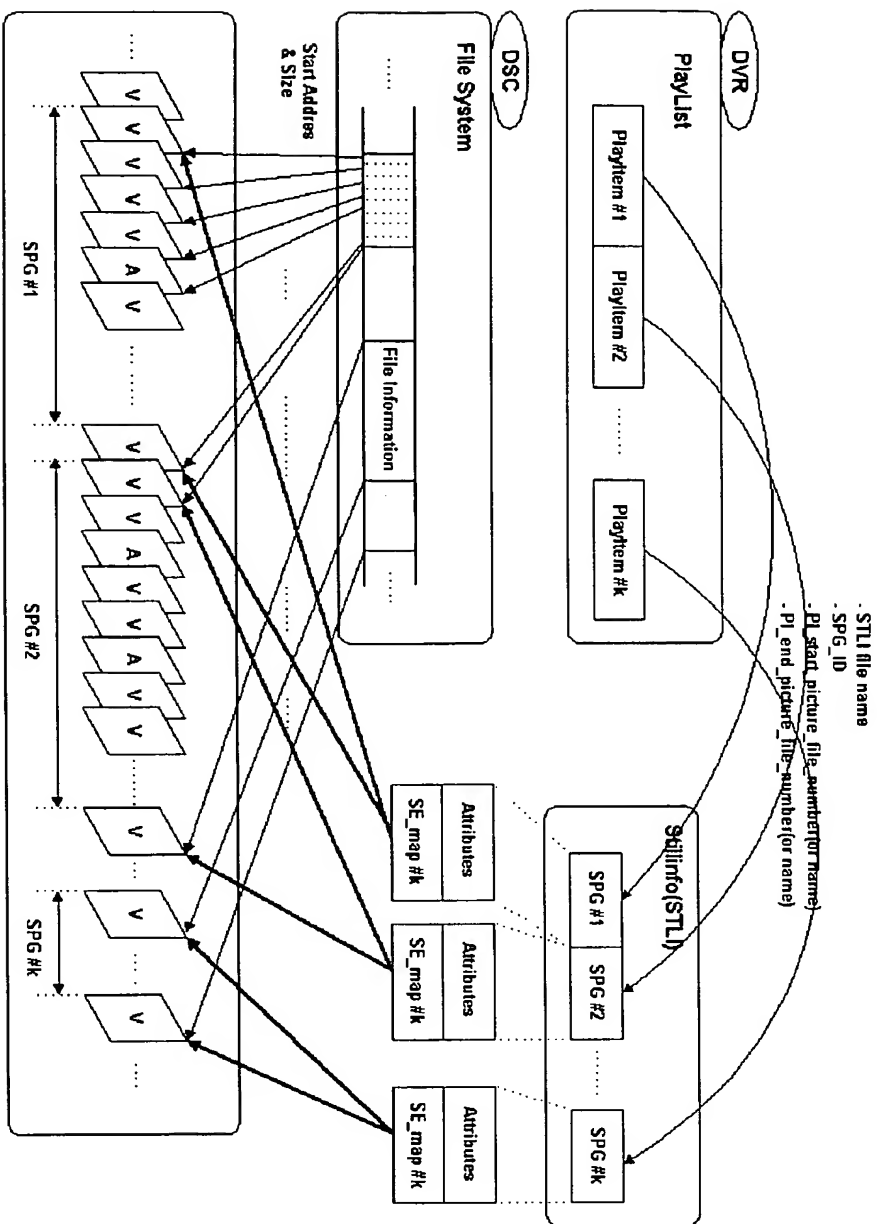 - STLI file name
- SPG_ID
- PI_start_picture_file_number(or name)
- PI_end_picture_file_number(or name)
DVR
PlayList
StillInfo(STLI)
PlayItem #1 PlayItem #2 ........ PlayItem #k
SPG #1 SPG #2 ........ SPG #k
DSC
File System
Attributes Attributes Attributes
SE_map #k SE_map #k SE_map #k
File Information
Start Addres
& Size
V V V V V A V V V V A V V A V V V V V
SPG #1 SPG #2 SPG #k